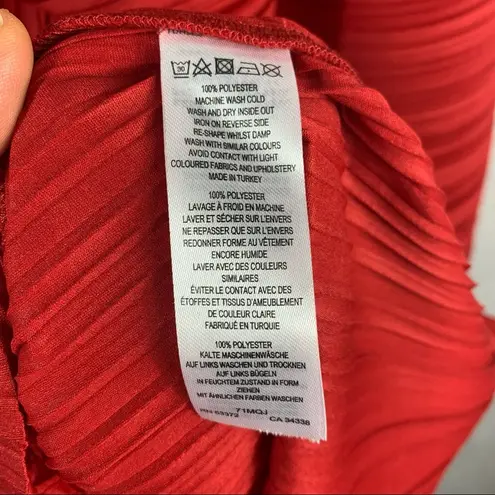 30
100% POLYESTER
MACHINE WASH COLD
WASH AND DRY INSIDE OUT
IRON ON REVERSE SIDE
RE-SHAPE WHILST DAMP
WASH WITH SIMILAR COLOURS
AVOID CONTACT WITH LIGHT
COLOURED FABRICS AND UPHOLSTERY
MADE IN TURKEY
100% POLYESTER
LAVAGE À FROID EN MACHINE
LAVER ET SÉCHER SUR L'ENVERS
NE REPASSER QUE SUR L'ENVERS
REDONNER FORME AU VÊTEMENT
ENCORE HUMIDE
LAVER AVEC DES COULEURS
SIMILAIRES
ÉVITER LE CONTACT AVEC DES
ÉTOFFES ET TISSUS D'AMEUBLEMENT
DE COULEUR CLAIRE
FABRIQUÉ EN TURQUIE
100% POLYESTER
KALTE MASCHINENWÄSCHE
AUF LINKS WASCHEN UND TROCKNEN
AUF LINKS BÜGELN
IN FEUCHTEM ZUSTAND IN FORM
ZIEHEN
MIT ÄHNLICHEN FARBEN WASCHEN
71MQJ
CA 34338